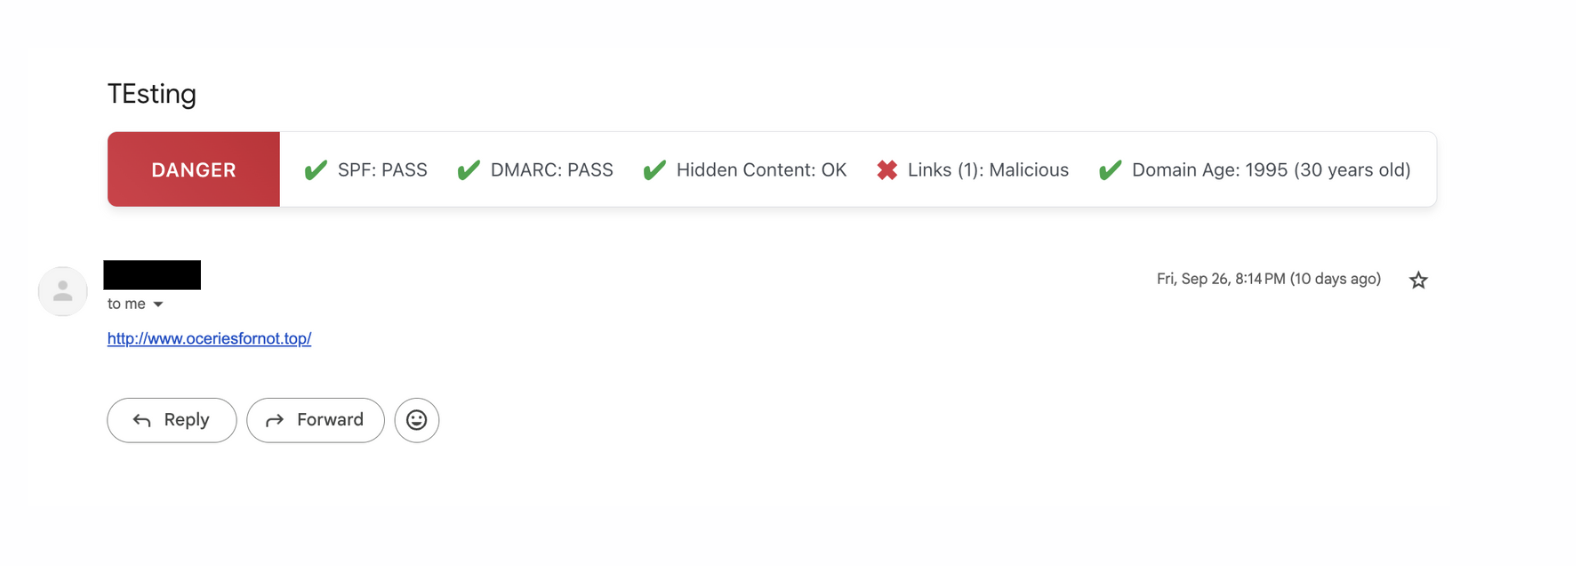 TEsting
DANGER SPF: PASS DMARC: PASS Hidden Content: OK Links (1): Malicious Domain Age: 1995 (30 years old)
Fri, Sep 26, 8:14 PM (10 days ago)
to me
http://www.oceriesfornot.top/
Reply Forward